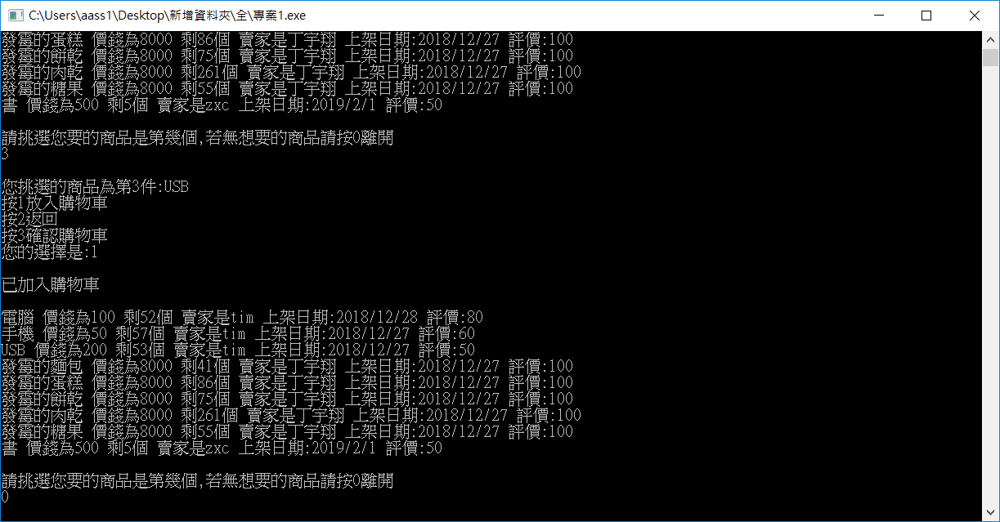 C:\Users\aass1\Desktop\新增資料夾\全\專案1.exe
發霉的蛋糕 價錢為8000 剩86個 賣家是丁宇翔 上架日期:2018/12/27 評價:100
發霉的餅乾 價錢為8000 剩75個 賣家是丁宇翔 上架日期:2018/12/27 評價:100
發霉的肉乾 價錢為8000 剩261個 賣家是丁宇翔 上架日期:2018/12/27 評價:100
發霉的糖果 價錢為8000 剩55個 賣家是丁宇翔 上架日期:2018/12/27 評價:100
書 價錢為500 剩5個 賣家是zxc 上架日期:2019/2/1 評價:50
請挑選您要的商品是第幾個,若無想要的商品請按0離開
3
您挑選的商品為第3件:USB
按1放入購物車
按2返回
按3確認購物車
您的選擇是:1
已加入購物車
電腦 價錢為100 剩52個 賣家是tim 上架日期:2018/12/28 評價:80
手機 價錢為50 剩57個 賣家是tim 上架日期:2018/12/27 評價:60
USB 價錢為200 剩53個 賣家是tim 上架日期:2018/12/27 評價:50
發霉的麵包 價錢為8000 剩41個 賣家是丁宇翔 上架日期:2018/12/27 評價:100
發霉的蛋糕 價錢為8000 剩86個 賣家是丁宇翔 上架日期:2018/12/27 評價:100
發霉的餅乾 價錢為8000 剩75個 賣家是丁宇翔 上架日期:2018/12/27 評價:100
發霉的肉乾 價錢為8000 剩261個 賣家是丁宇翔 上架日期:2018/12/27 評價:100
發霉的糖果 價錢為8000 剩55個 賣家是丁宇翔 上架日期:2018/12/27 評價:100
書 價錢為500 剩5個 賣家是zxc 上架日期:2019/2/1 評價:50
請挑選您要的商品是第幾個,若無想要的商品請按0離開
0